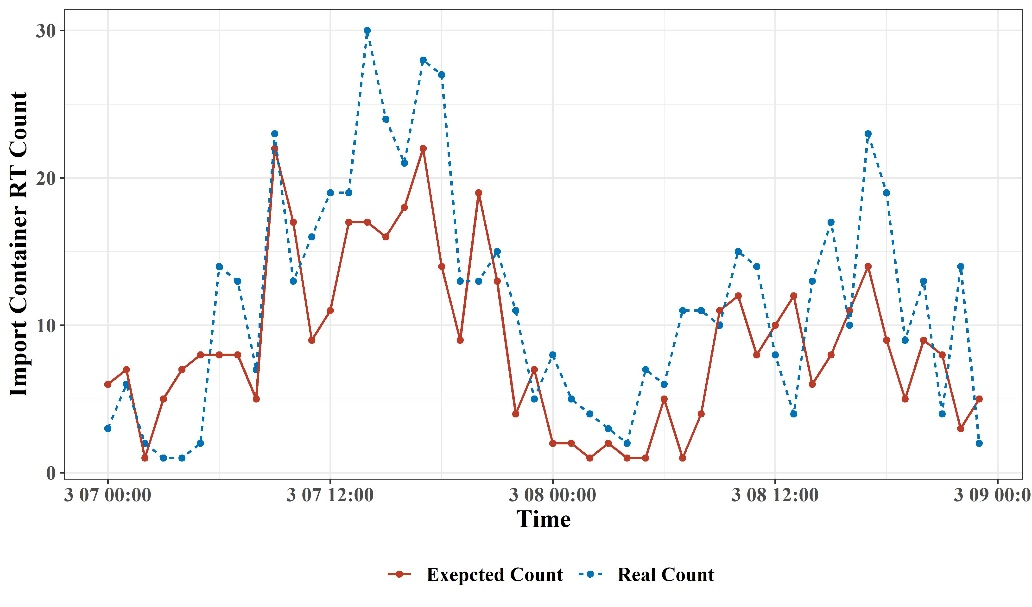 Import Container RT Count
30
20
10
0
3 07 00:00 3 07 12:00 3 08 00:00 3 08 12:00 3 09 00:0
Time
Exepcted Count Real Count